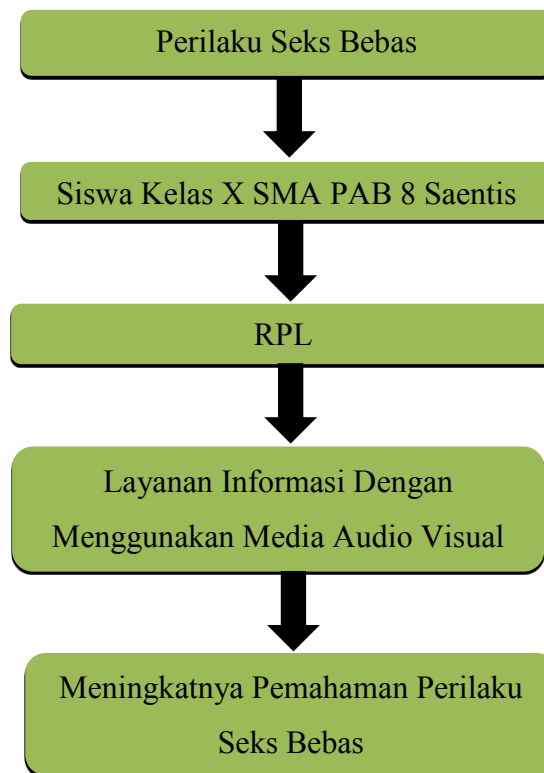 Perilaku Seks Bebas
Siswa Kelas X SMA PAB 8 Saentis
RPL
Layanan Informasi Dengan
Menggunakan Media Audio Visual
Meningkatnya Pemahaman Perilaku
Seks Bebas